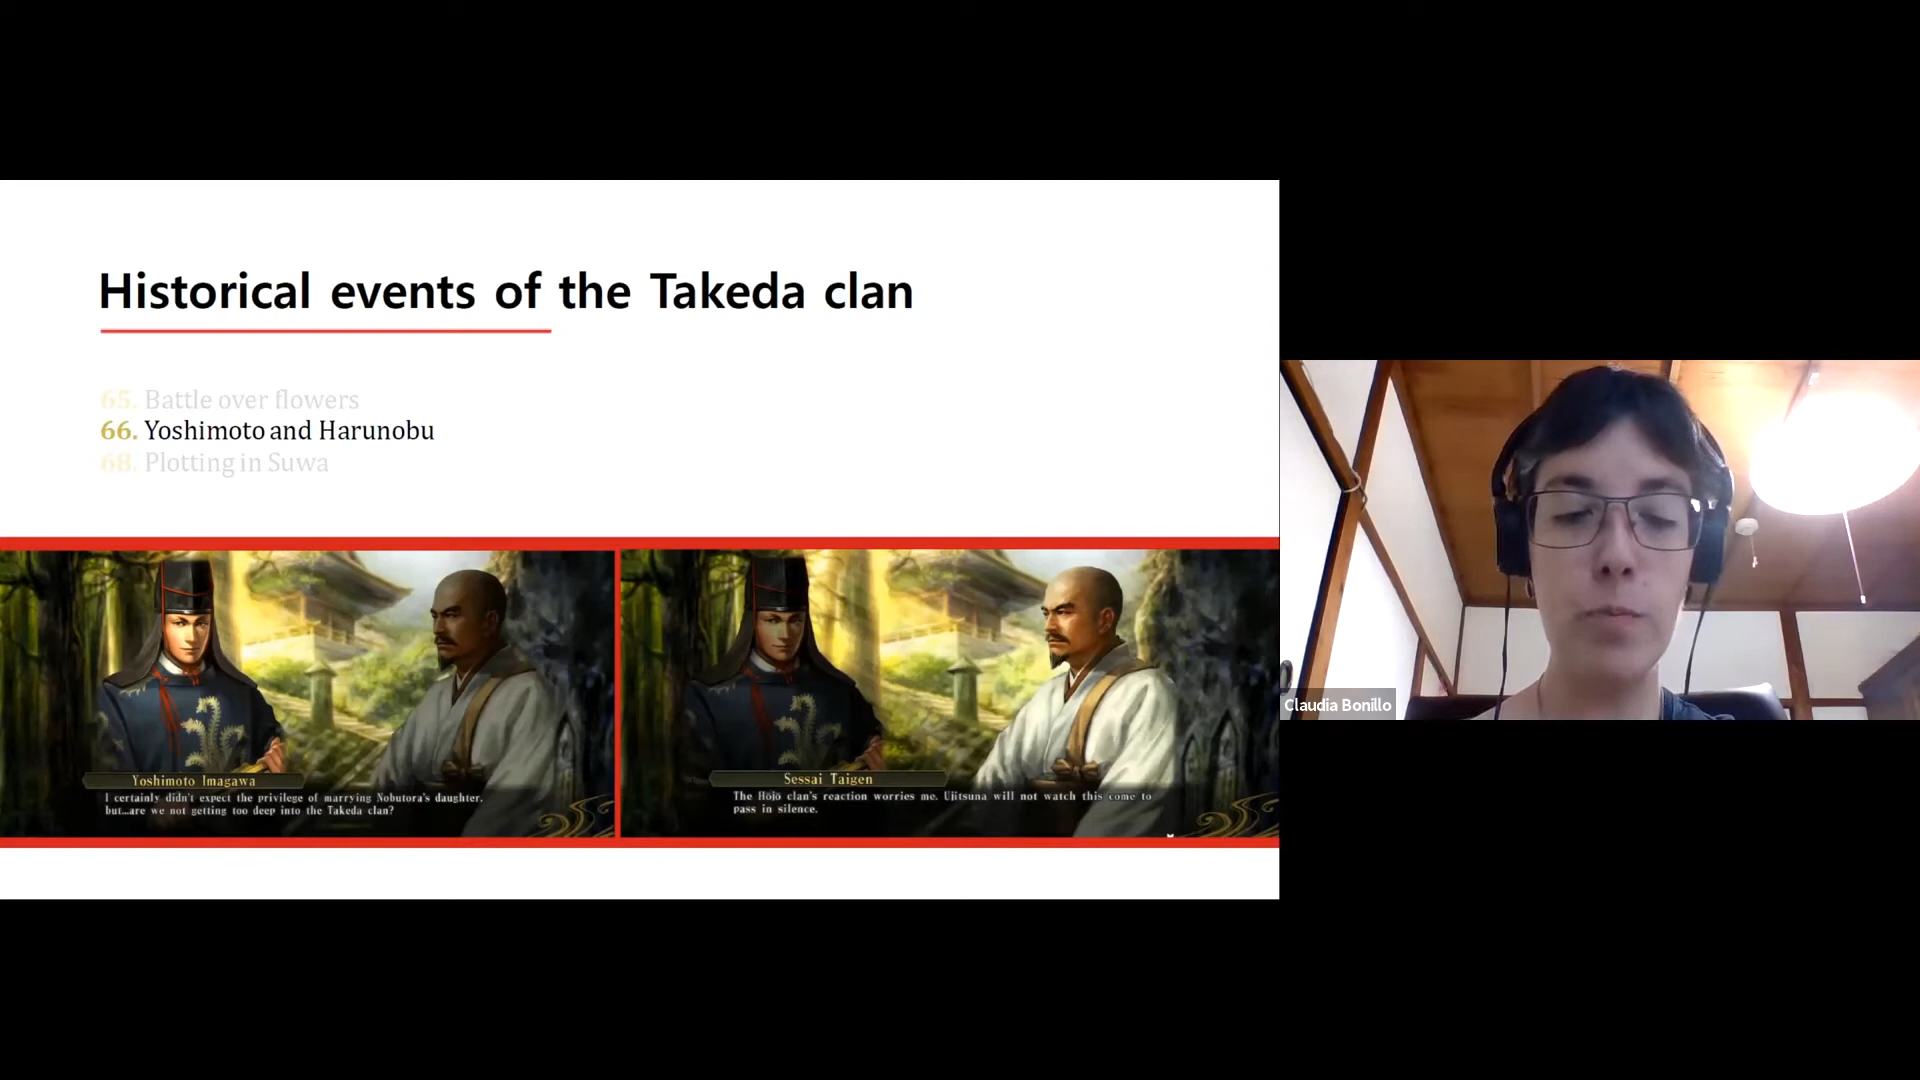 Historical events of the Takeda clan
65. Battle over flowers
66. Yoshimoto and Harunobu
68. Plotting in Suwa
Yoshimoto Imagawa
I certainly didn't expect the privilege of marrying Nobutora's daughter,
but...are we not getting too deep into the Takeda clan?
Sessai Taigen
The Hōjō clan's reaction worries me. Ujitsuna will not watch this come to
pass in silence.
Claudia Bonillo